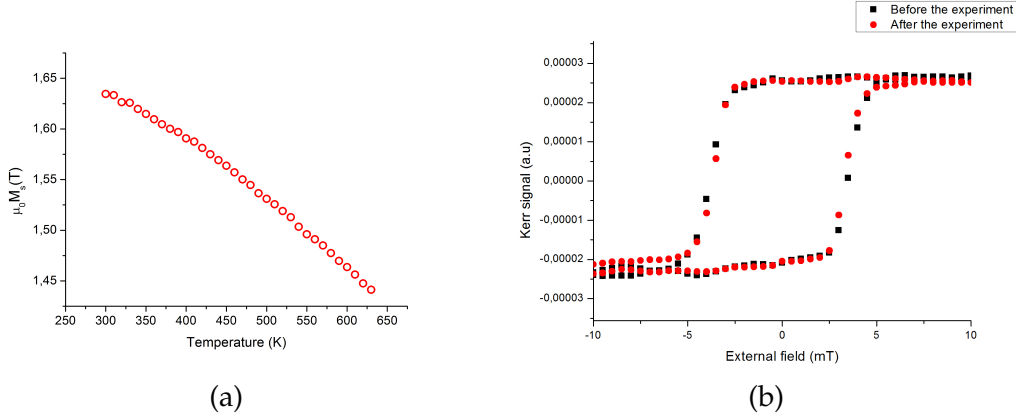 Before the experiment
After the experiment
μ₀Mₛ(T)
1,65
1,60
1,55
1,50
1,45
250 300 350 400 450 500 550 600 650 700
Temperature (K)
(a)
Kerr signal (a.u)
0,00003
0,00002
0,00001
0,00000
-0,00001
-0,00002
-0,00003
-10 -5 0 5 10
External field (mT)
(b)